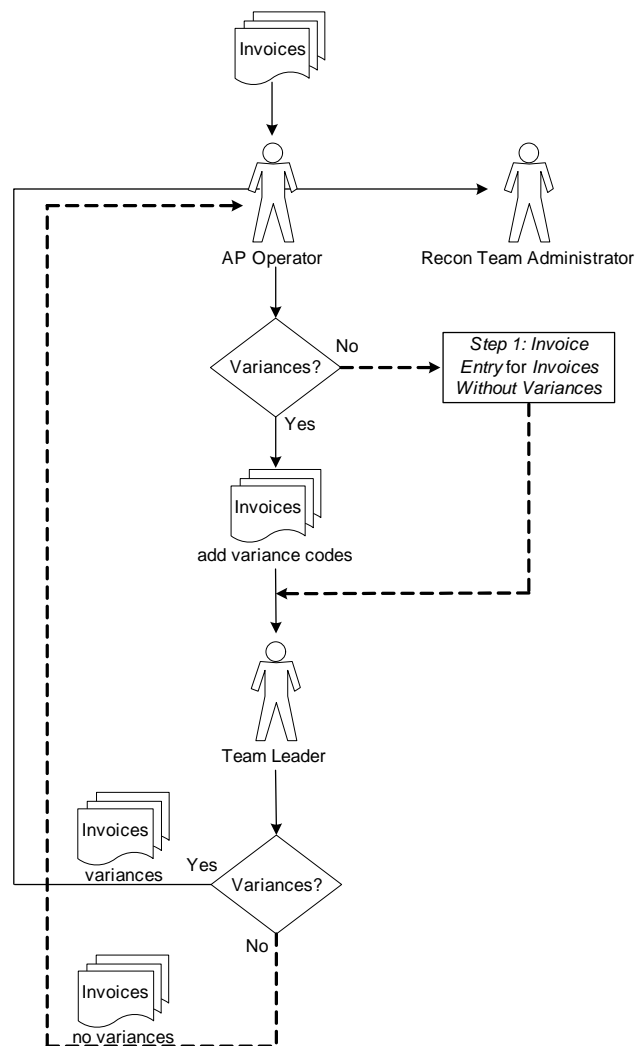 Invoices
AP Operator
Recon Team Administrator
Variances?
No
Step 1: Invoice
Entry for Invoices
Without Variances
Yes
Invoices
add variance codes
Team Leader
Invoices
variances
Yes
Variances?
No
Invoices
no variances